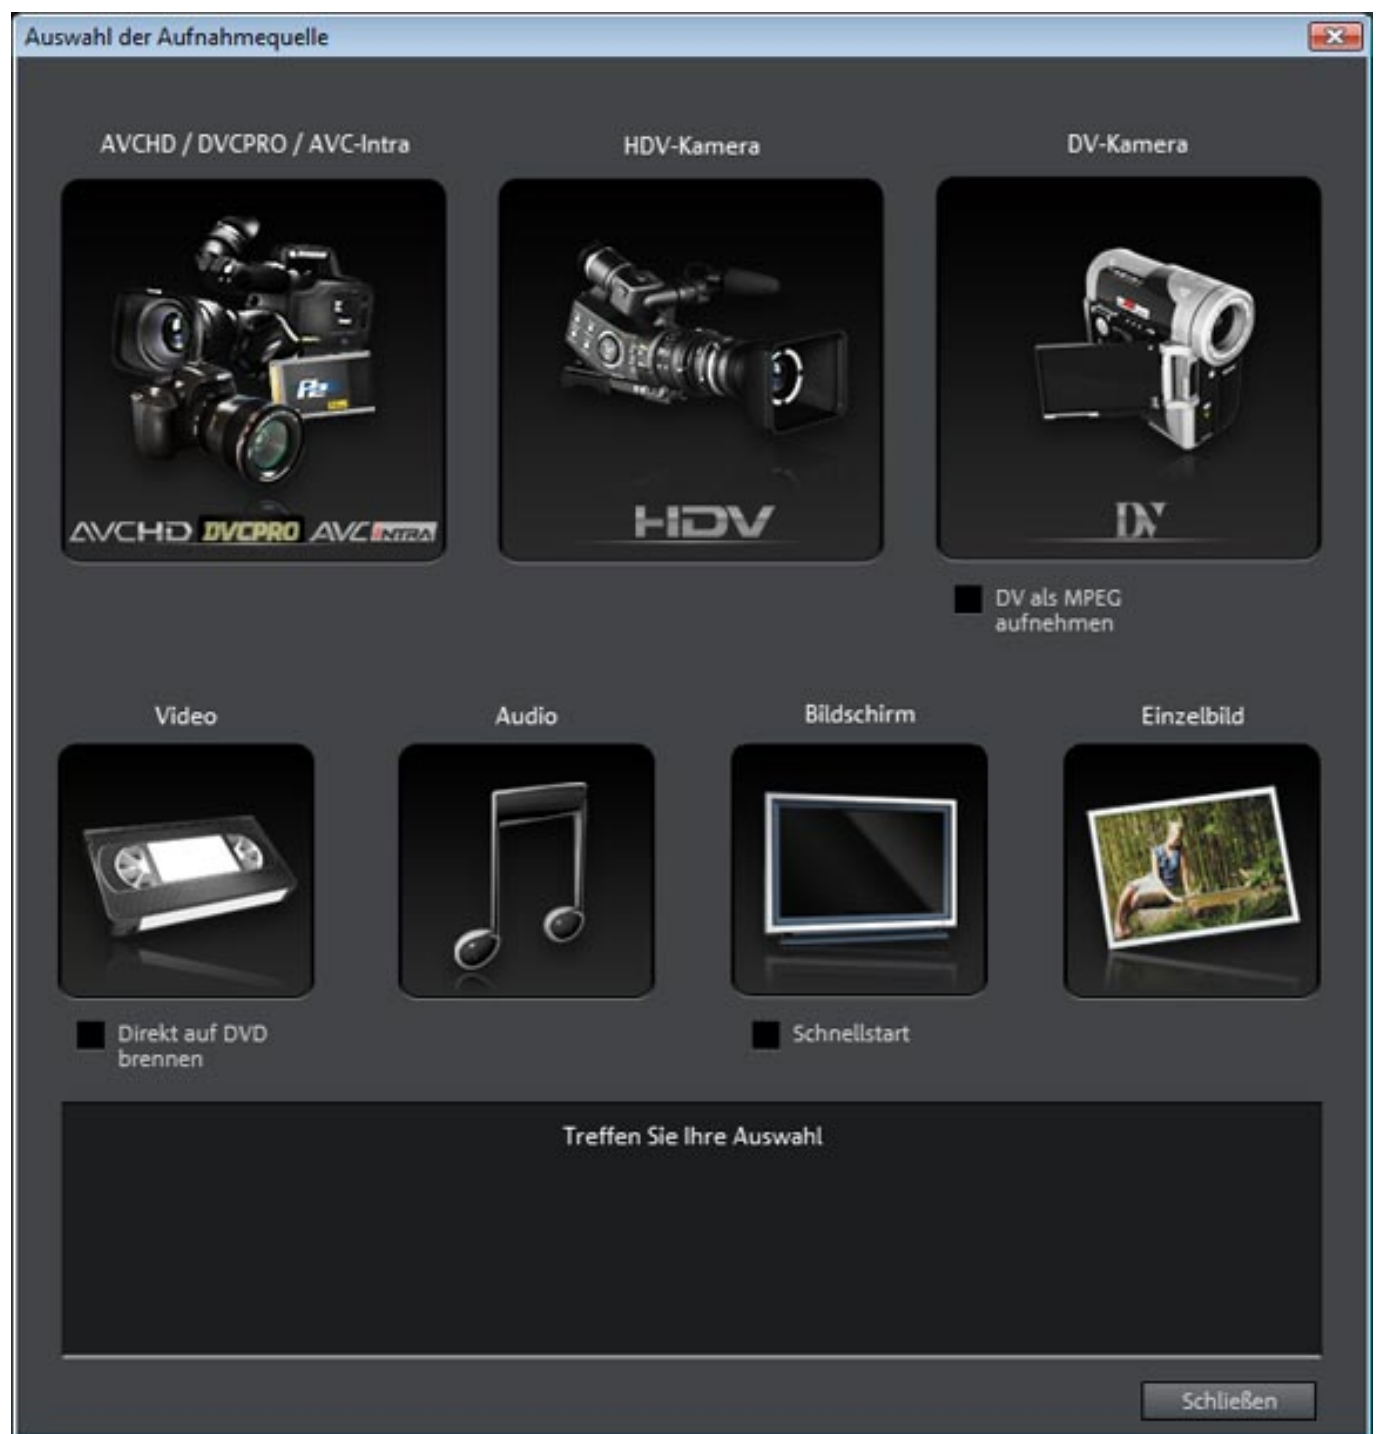 Auswahl der Aufnahmequelle
AVCHD / DVCPRO / AVC-Intra
HDV-Kamera
DV-Kamera
P2
AVCHD DVCPRO AVC INTRA
HDV
DV
DV als MPEG
aufnehmen
Video
Audio
Bildschirm
Einzelbild
Direkt auf DVD
brennen
Schnellstart
Treffen Sie Ihre Auswahl
Schließen